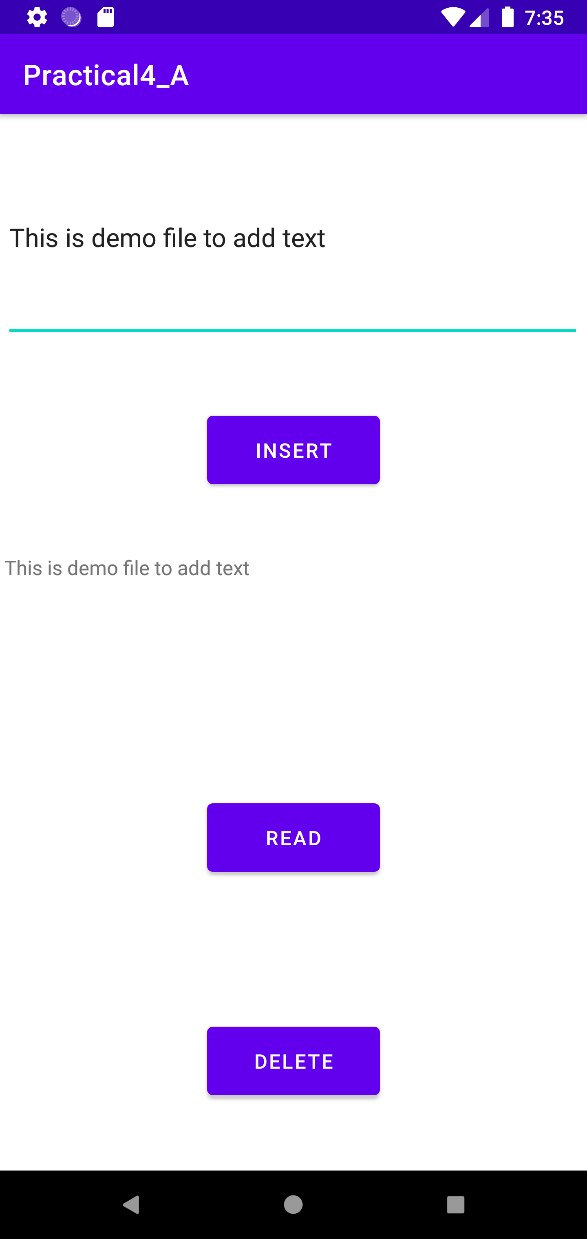 7:35
Practical4_A
This is demo file to add text
INSERT
This is demo file to add text
READ
DELETE